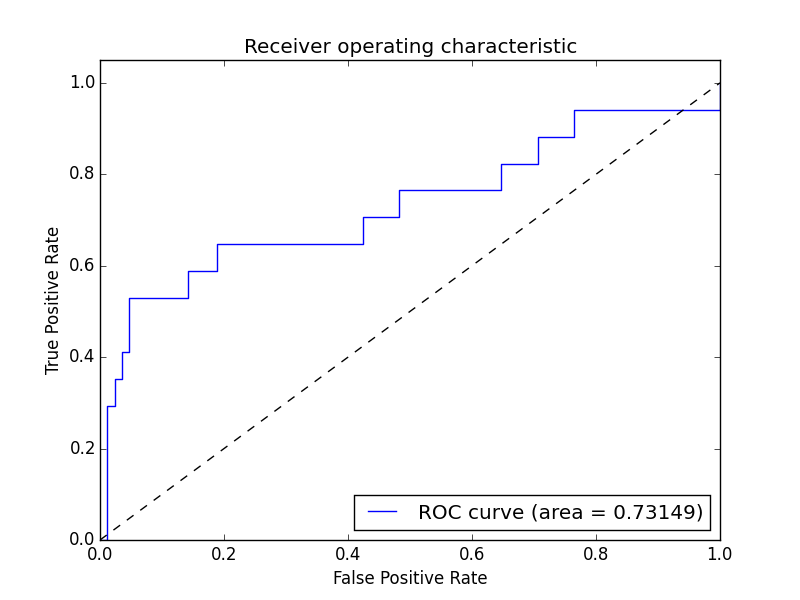 Receiver operating characteristic
1.0
0.8
0.6
0.4
0.2
0.0
True Positive Rate
ROC curve (area = 0.73149)
0.0 0.2 0.4 0.6 0.8 1.0
False Positive Rate